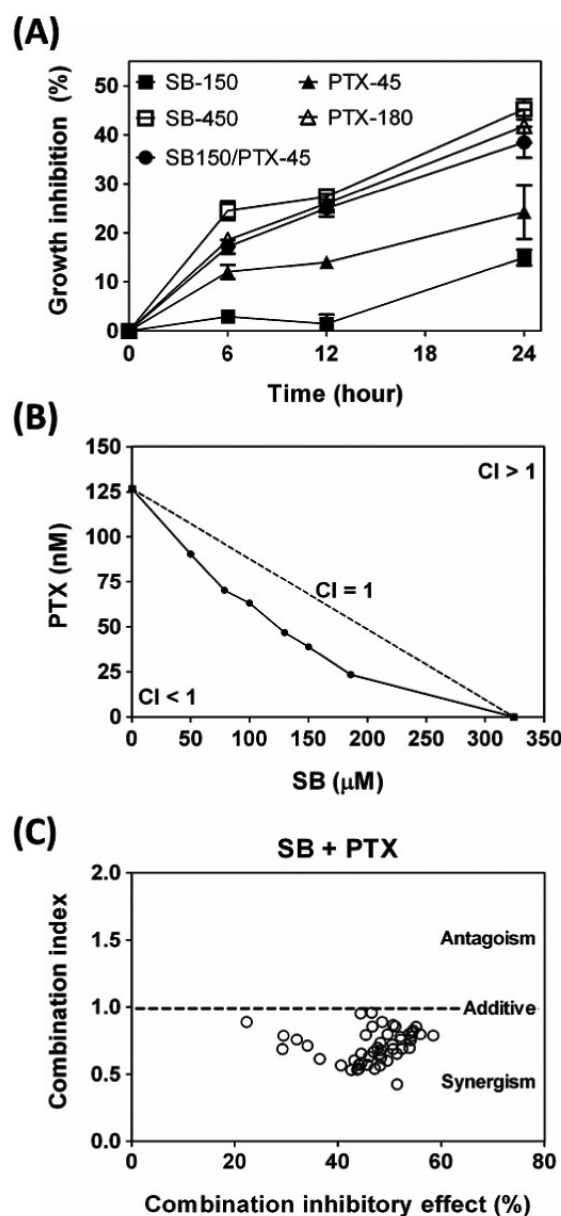 (A)
Growth inhibition (%)
50
40
30
20
10
0
SB-150
PTX-45
SB-450
PTX-180
SB150/PTX-45
0 6 12 18 24
Time (hour)
(B)
PTX (nM)
150
125
100
75
50
25
0
CI > 1
CI = 1
CI < 1
0 50 100 150 200 250 300 350
SB (μM)
(C)
SB + PTX
Combination index
2.0
1.5
1.0
0.5
0.0
Antagoism
Additive
Synergism
0 20 40 60 80
Combination inhibitory effect (%)